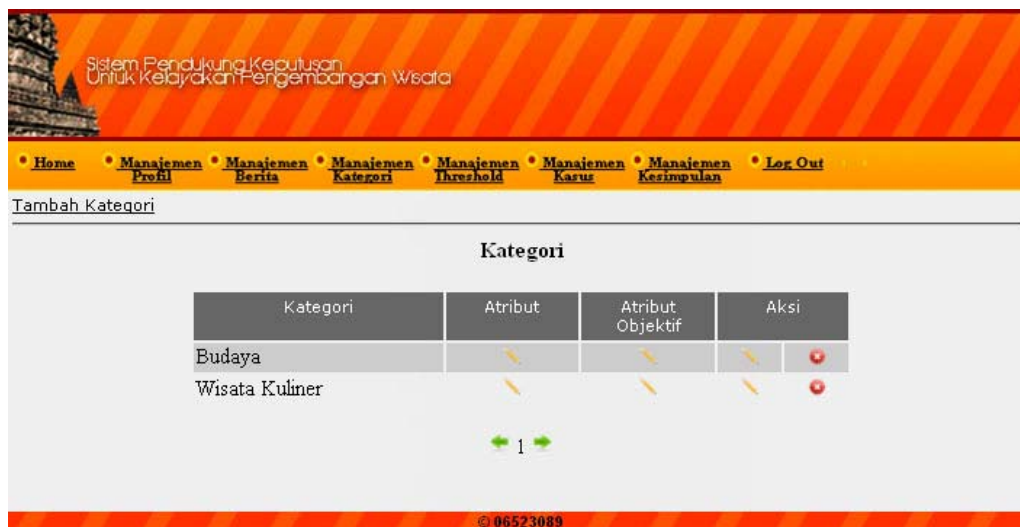 Sistem Pendukung Keputusan
Untuk Kelayakan Pengembangan Wisata
Home Manajemen Profil Manajemen Berita Manajemen Kategori Manajemen Threshold Manajemen Kasus Manajemen Kesimpulan Log Out
Tambah Kategori
Kategori
Kategori Atribut Atribut Objektif Aksi
Budaya
Wisata Kuliner
1
© 06523089